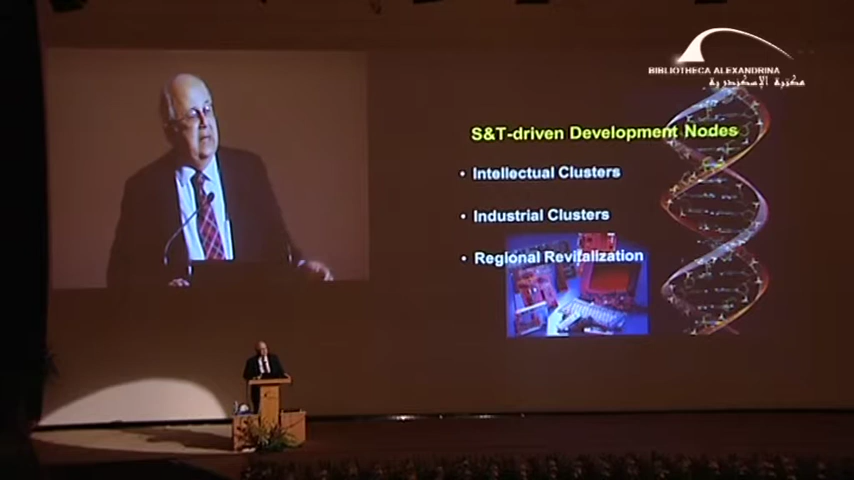 BIBLIOTHECA ALEXANDRINA
مكتبة الإسكندرية
S&T-driven Development Nodes
• Intellectual Clusters
• Industrial Clusters
• Regional Revitalization